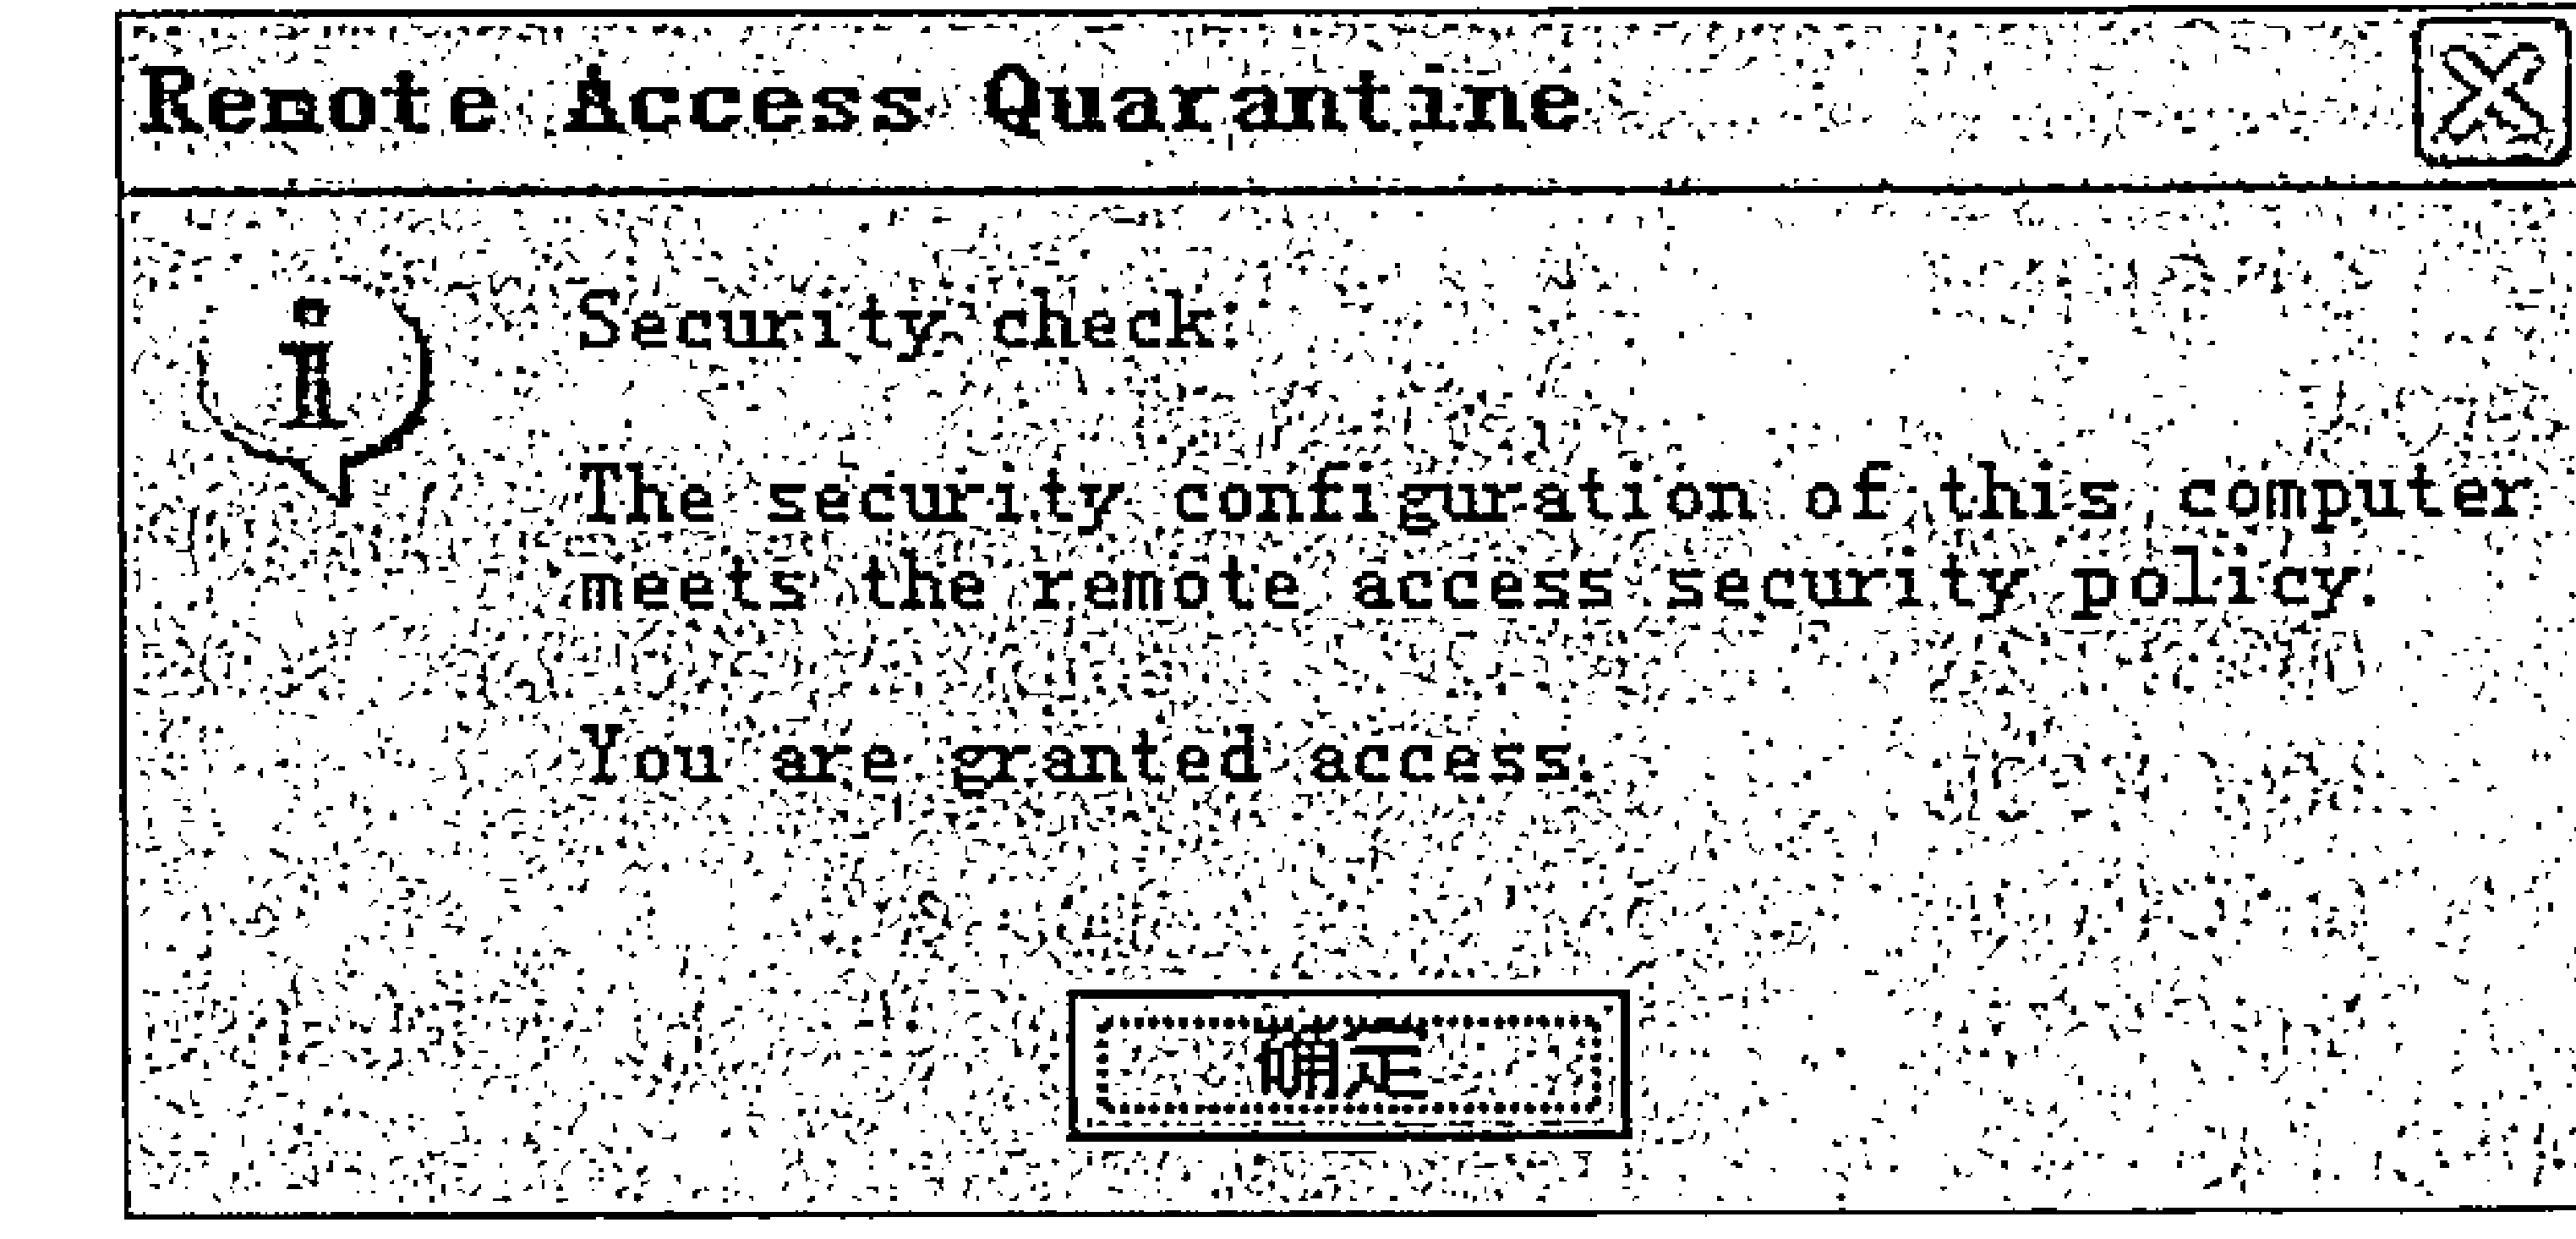 Remote Access Quarantine
Security check:
The security configuration of this computer
meets the remote access security policy.
You are granted access.
确定